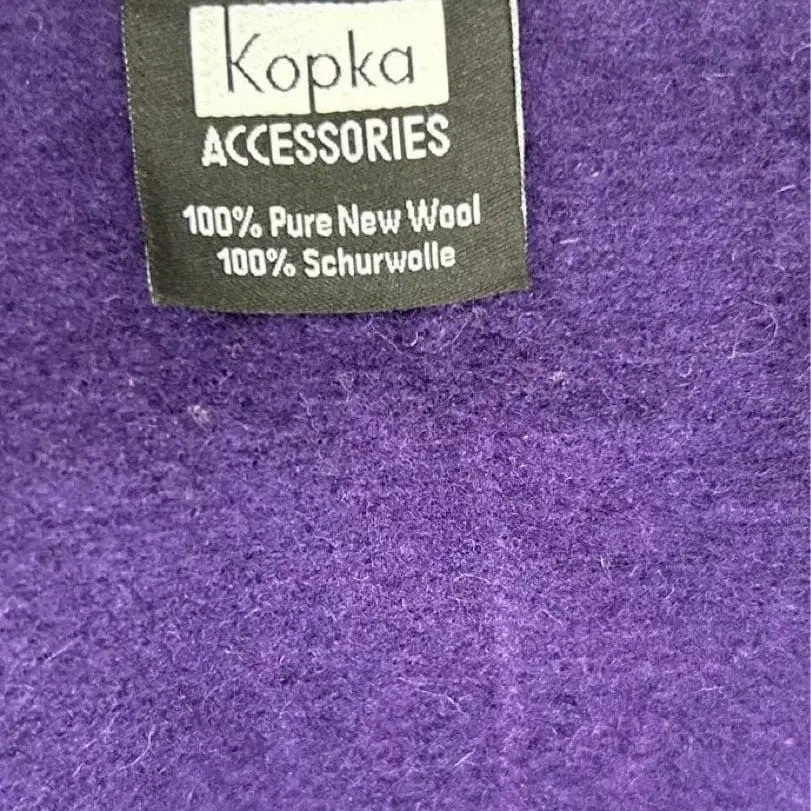 Kopka
ACCESSORIES
100% Pure New Wool
100% Schurwolle